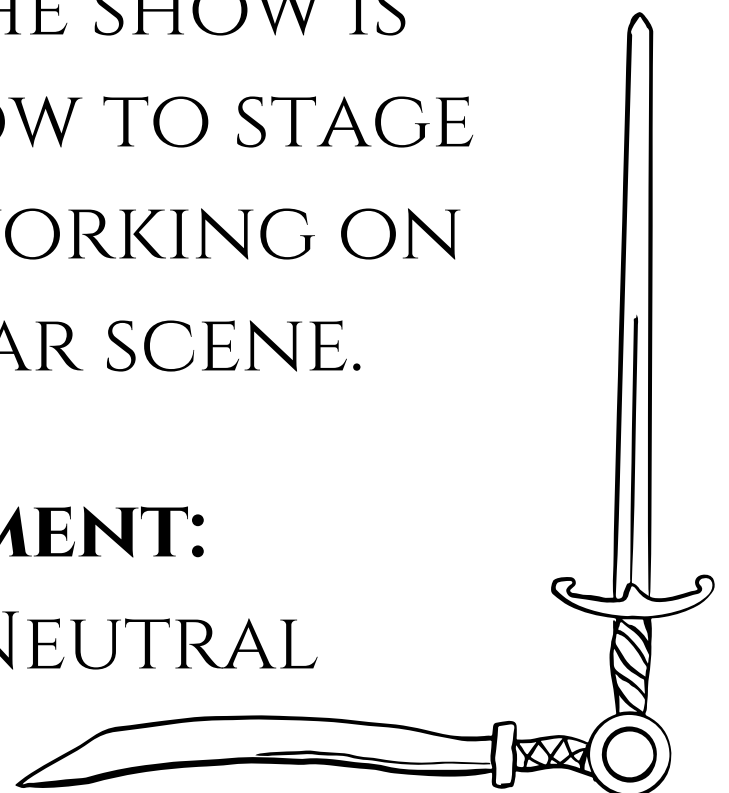 HE SHOW IS
OW TO STAGE
ORKING ON
AR SCENE.
MENT:
NEUTRAL